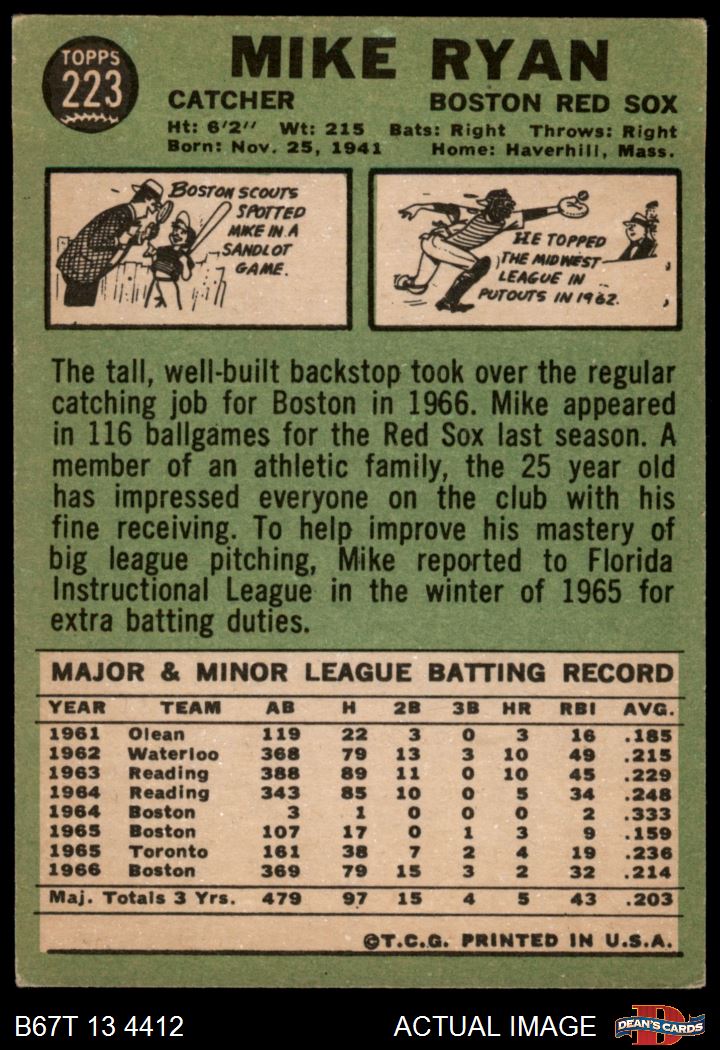 TOPPS
223
MIKE RYAN
CATCHER BOSTON RED SOX
Ht: 6'2" Wt: 215 Bats: Right Throws: Right
Born: Nov. 25, 1941 Home: Haverhill, Mass.
BOSTON SCOUTS
SPOTTED
MIKE IN A
SANDLOT
GAME.
HE TOPPED
THE MIDWEST
LEAGUE IN
PUTOUTS IN 1962.
The tall, well-built backstop took over the regular
catching job for Boston in 1966. Mike appeared
in 116 ballgames for the Red Sox last season. A
member of an athletic family, the 25 year old
has impressed everyone on the club with his
fine receiving. To help improve his mastery of
big league pitching, Mike reported to Florida
Instructional League in the winter of 1965 for
extra batting duties.
MAJOR & MINOR LEAGUE BATTING RECORD
YEAR TEAM AB H 2B 3B HR RBI AVG.
1961 Olean 119 22 3 0 3 16 .185
1962 Waterloo 368 79 13 3 10 49 .215
1963 Reading 388 89 11 0 10 45 .229
1964 Reading 343 85 10 0 5 34 .248
1964 Boston 3 1 0 0 0 2 .333
1965 Boston 107 17 0 1 3 9 .159
1965 Toronto 161 38 7 2 4 19 .236
1966 Boston 369 79 15 3 2 32 .214
Maj. Totals 3 Yrs. 479 97 15 4 5 43 .203
©T.C.G. PRINTED IN U.S.A.
B67T 13 4412 ACTUAL IMAGE
D
DEAN'S CARDS